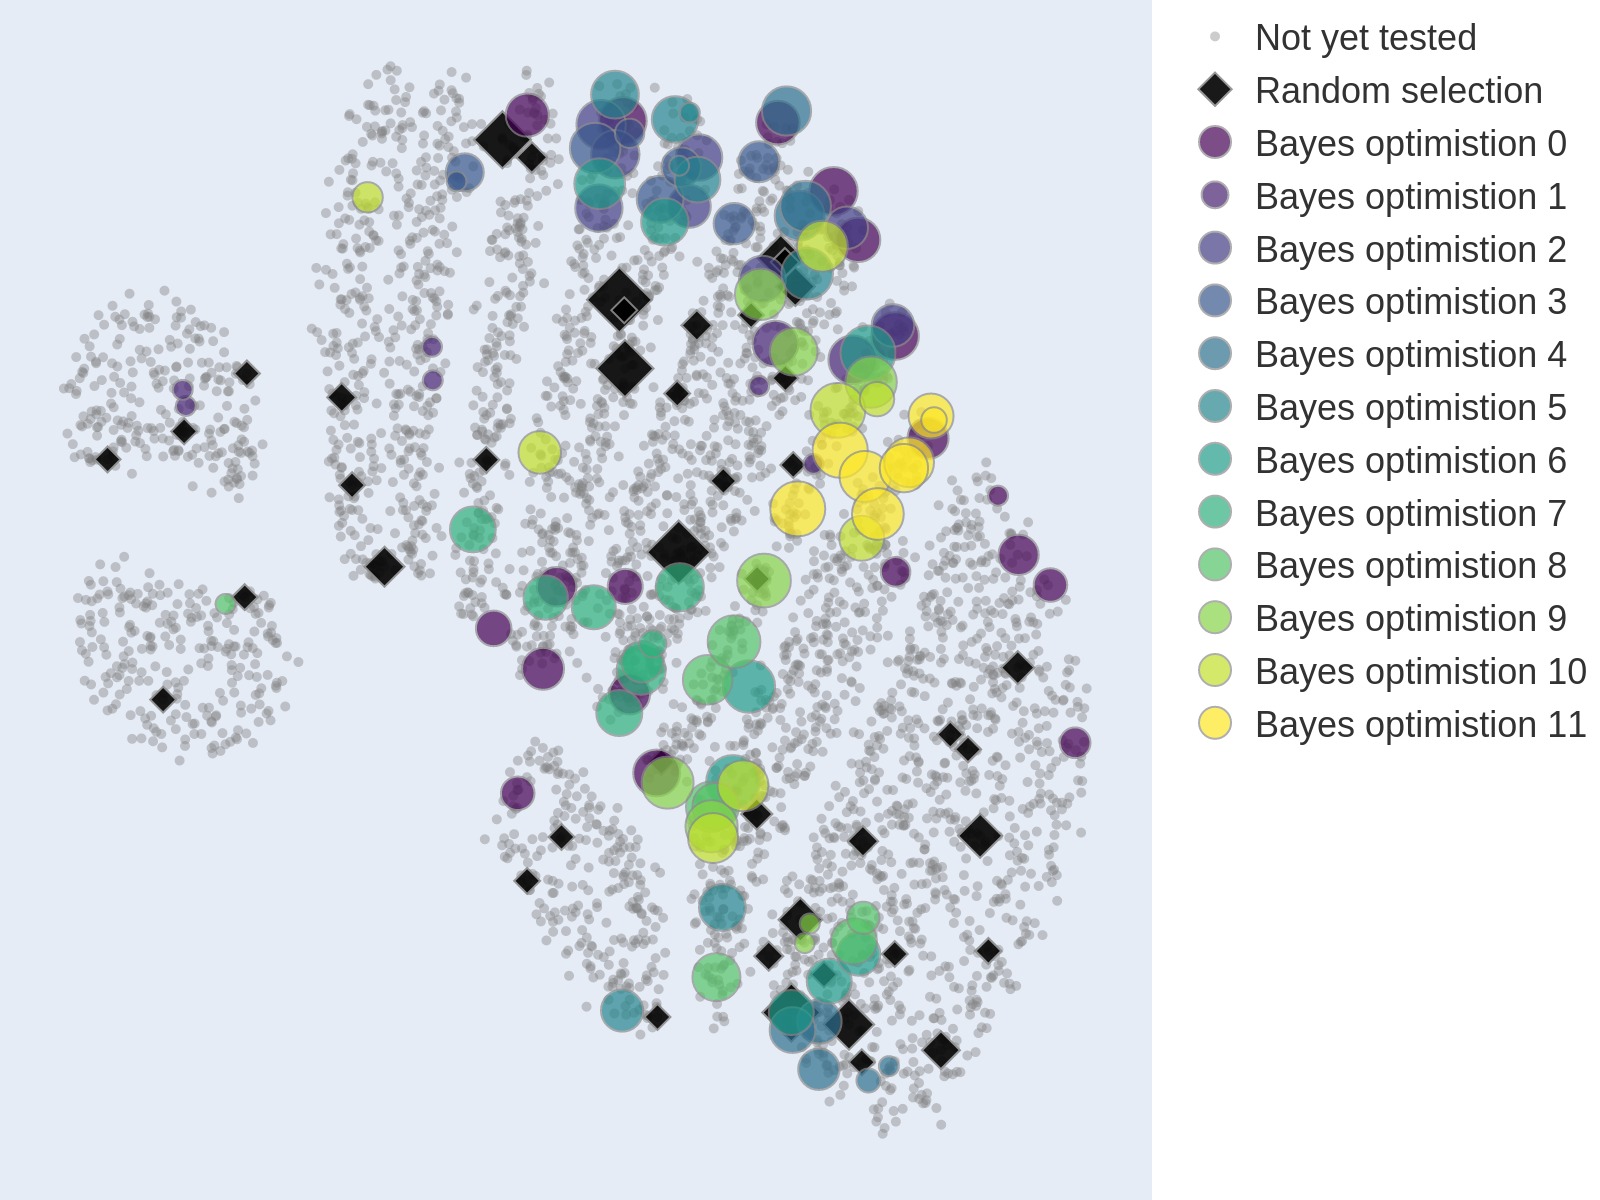 Not yet tested
Random selection
Bayes optimistion 0
Bayes optimistion 1
Bayes optimistion 2
Bayes optimistion 3
Bayes optimistion 4
Bayes optimistion 5
Bayes optimistion 6
Bayes optimistion 7
Bayes optimistion 8
Bayes optimistion 9
Bayes optimistion 10
Bayes optimistion 11